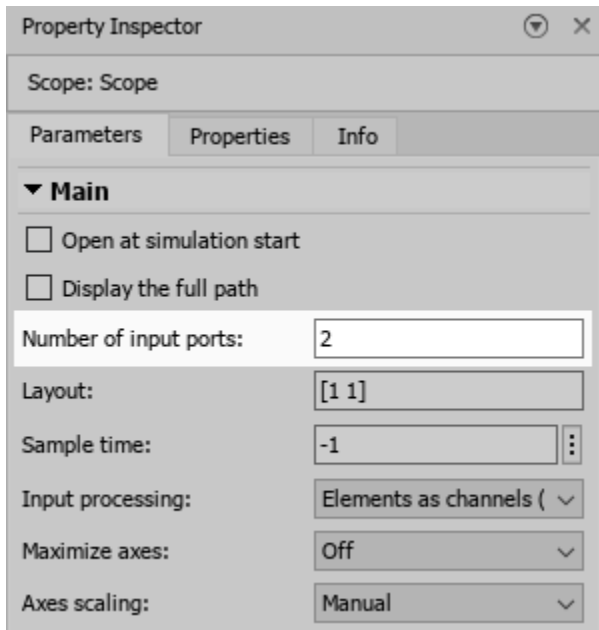 Property Inspector
Scope: Scope
Parameters Properties Info
Main
Open at simulation start
Display the full path
Number of input ports: 2
Layout: [1 1]
Sample time: -1
Input processing: Elements as channels (
Maximize axes: Off
Axes scaling: Manual